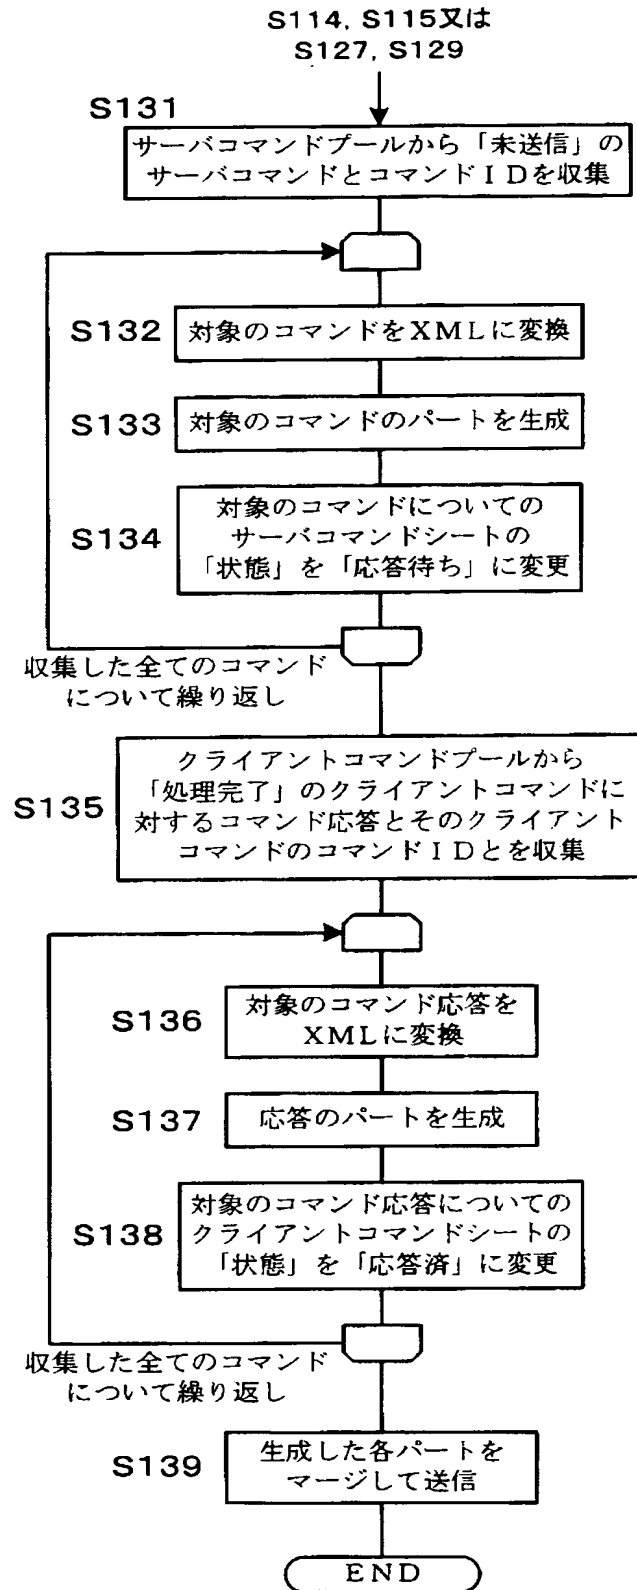 S114, S115又は
S127, S129
S131
サーバコマンドプールから「未送信」の
サーバコマンドとコマンドIDを収集
S132
対象のコマンドをXMLに変換
S133
対象のコマンドのパートを生成
S134
対象のコマンドについての
サーバコマンドシートの
「状態」を「応答待ち」に変更
収集した全てのコマンド
について繰り返し
S135
クライアントコマンドプールから
「処理完了」のクライアントコマンドに
対するコマンド応答とそのクライアント
コマンドのコマンドIDとを収集
S136
対象のコマンド応答を
XMLに変換
S137
応答のパートを生成
S138
対象のコマンド応答についての
クライアントコマンドシートの
「状態」を「応答済」に変更
収集した全てのコマンド
について繰り返し
S139
生成した各パートを
マージして送信
END